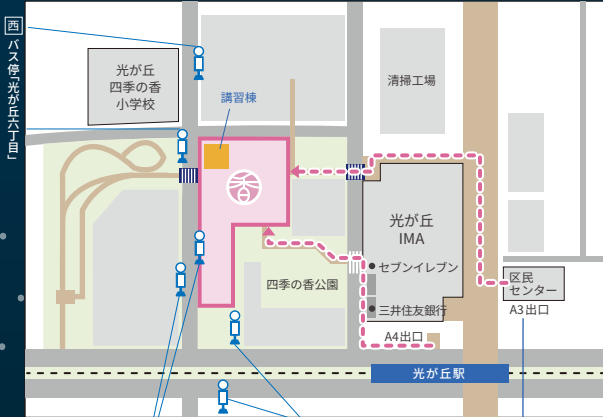 西
バス停「光が丘六丁目」
光が丘
四季の香
小学校
講習棟
清掃工場
香
光が丘
IMA
セブンイレブン
四季の香公園
区民
センター
三井住友銀行
A3出口
A4出口
光が丘駅